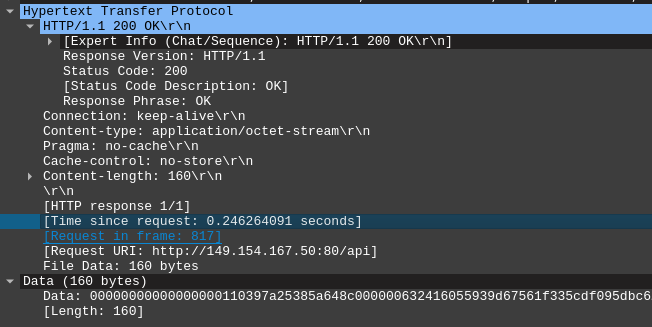 Hypertext Transfer Protocol
HTTP/1.1 200 OK\r\n
[Expert Info (Chat/Sequence): HTTP/1.1 200 OK\r\n]
Response Version: HTTP/1.1
Status Code: 200
[Status Code Description: OK]
Response Phrase: OK
Connection: keep-alive\r\n
Content-type: application/octet-stream\r\n
Pragma: no-cache\r\n
Cache-control: no-store\r\n
Content-length: 160\r\n
\r\n
[HTTP response 1/1]
[Time since request: 0.246264091 seconds]
[Request in frame: 817]
[Request URI: http://149.154.167.50:80/api]
File Data: 160 bytes
Data (160 bytes)
Data: 00000000000000000110397a25385a648c000000632416055939d67561f335cdf095dbc6
[Length: 160]